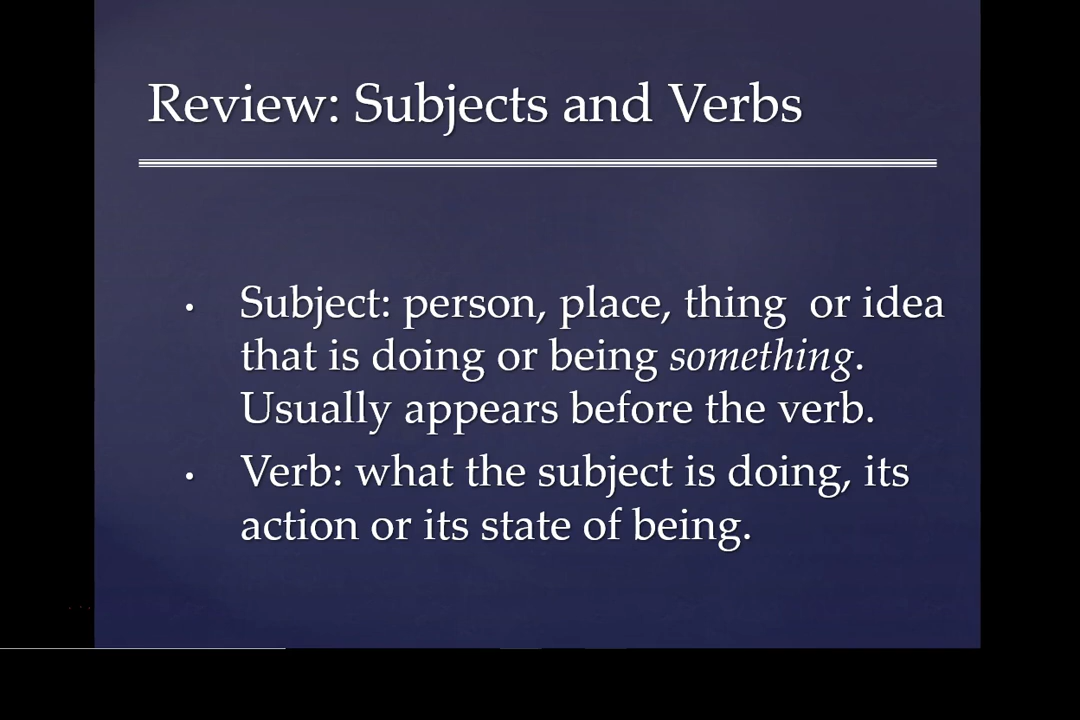 Review: Subjects and Verbs
• Subject: person, place, thing  or idea
that is doing or being something.
Usually appears before the verb.
• Verb: what the subject is doing, its
action or its state of being.